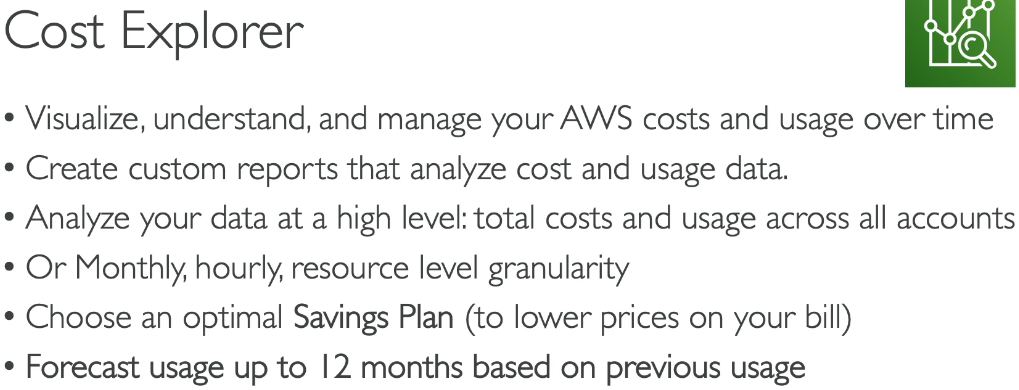 Cost Explorer
• Visualize, understand, and manage your AWS costs and usage over time
• Create custom reports that analyze cost and usage data.
• Analyze your data at a high level: total costs and usage across all accounts
• Or Monthly, hourly, resource level granularity
• Choose an optimal Savings Plan (to lower prices on your bill)
• Forecast usage up to 12 months based on previous usage